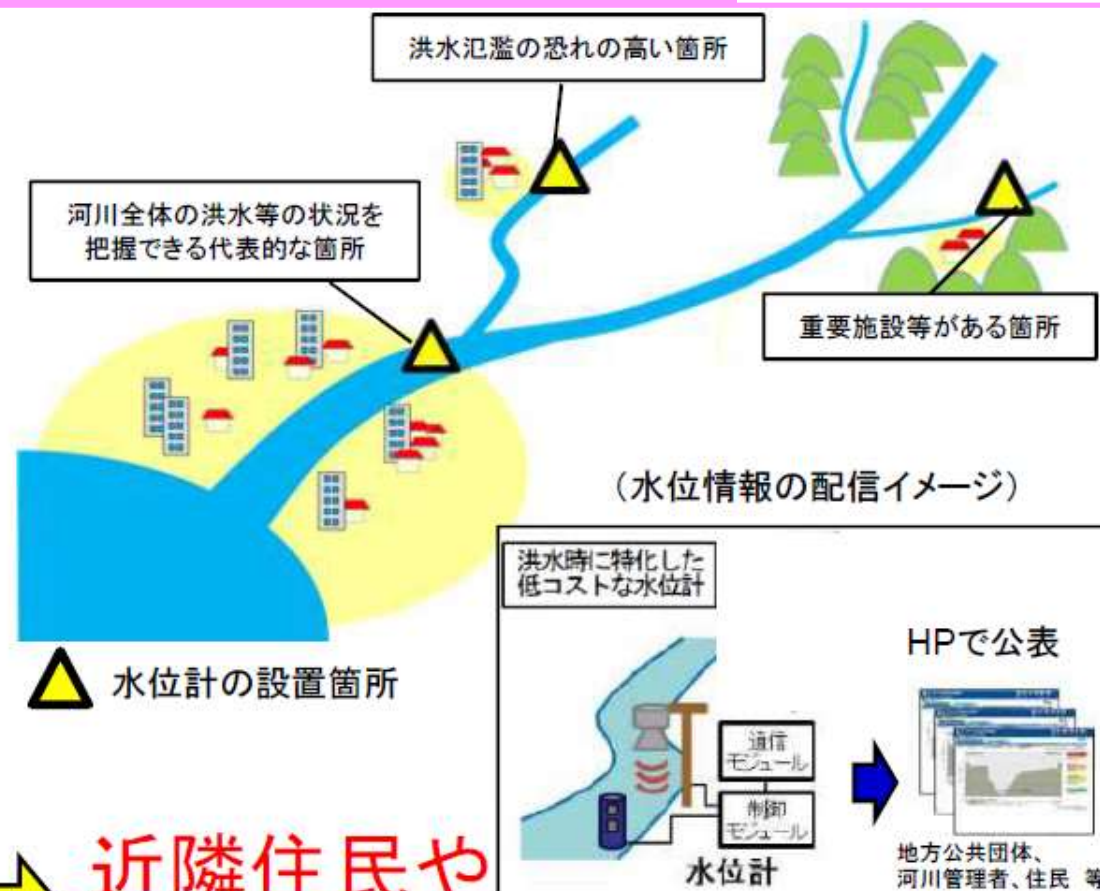 洪水氾濫の恐れの高い箇所
河川全体の洪水等の状況を
把握できる代表的な箇所
重要施設等がある箇所
(水位情報の配信イメージ)
水位計の設置箇所
洪水時に特化した
低コストな水位計
通信
モジュール
制御
モジュール
水位計
HPで公表
地方公共団体、
河川管理者、住民 等
近隣住民や